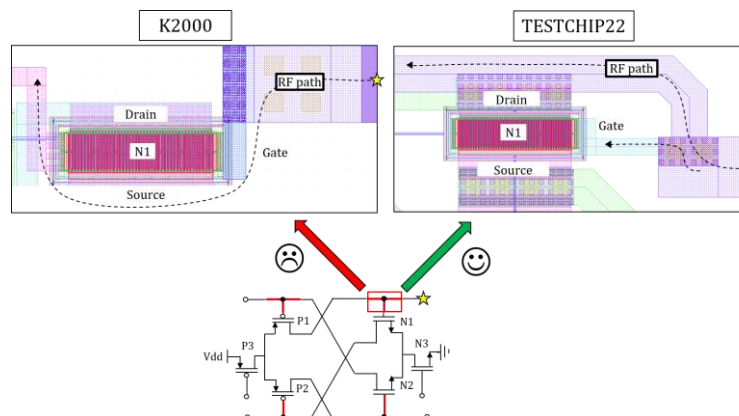 K2000
TESTCHIP22
RF path
Drain
N1
Gate
Source
RF path
Drain
N1
Gate
Source
P1
N1
P3
N3
Vdd
P2
N2